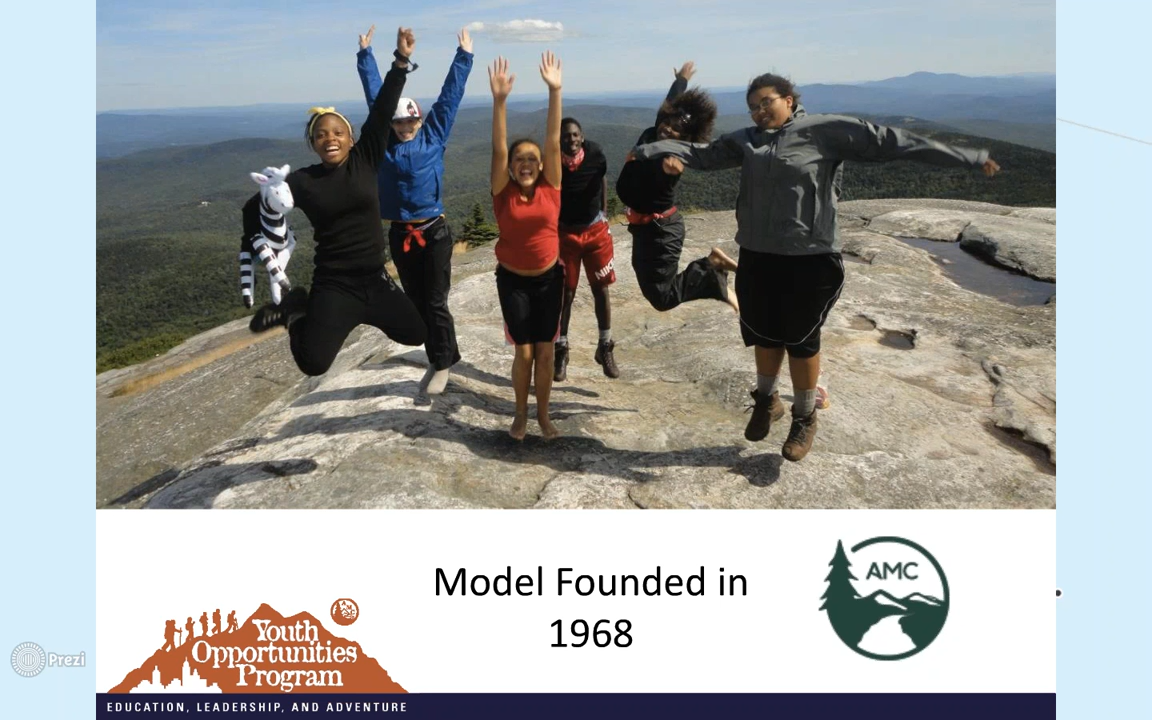 NIKE
Model Founded in
1968
AMC
Youth
Opportunities
Program
EDUCATION, LEADERSHIP, AND ADVENTURE
Prezi